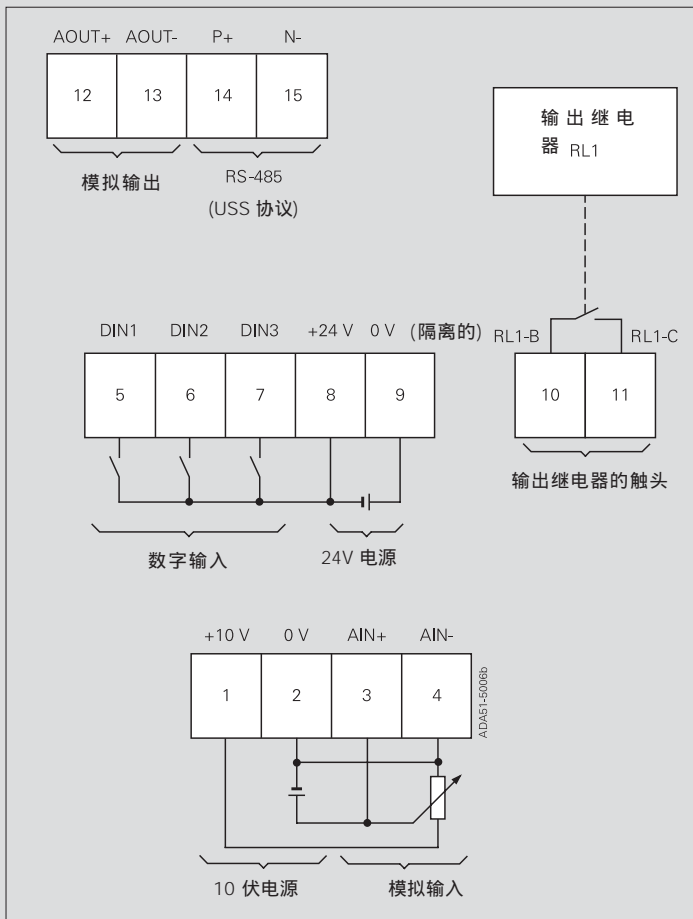 AOUT+ AOUT- P+ N-
12 13 14 15
模拟输出
RS-485
(USS 协议)
输出继电
器 RL1
DIN1 DIN2 DIN3 +24 V 0 V (隔离的)
5 6 7 8 9
数字输入
24V 电源
RL1-B RL1-C
10 11
输出继电器的触头
+10 V 0 V AIN+ AIN-
1 2 3 4
ADA51-5006b
10 伏电源
模拟输入